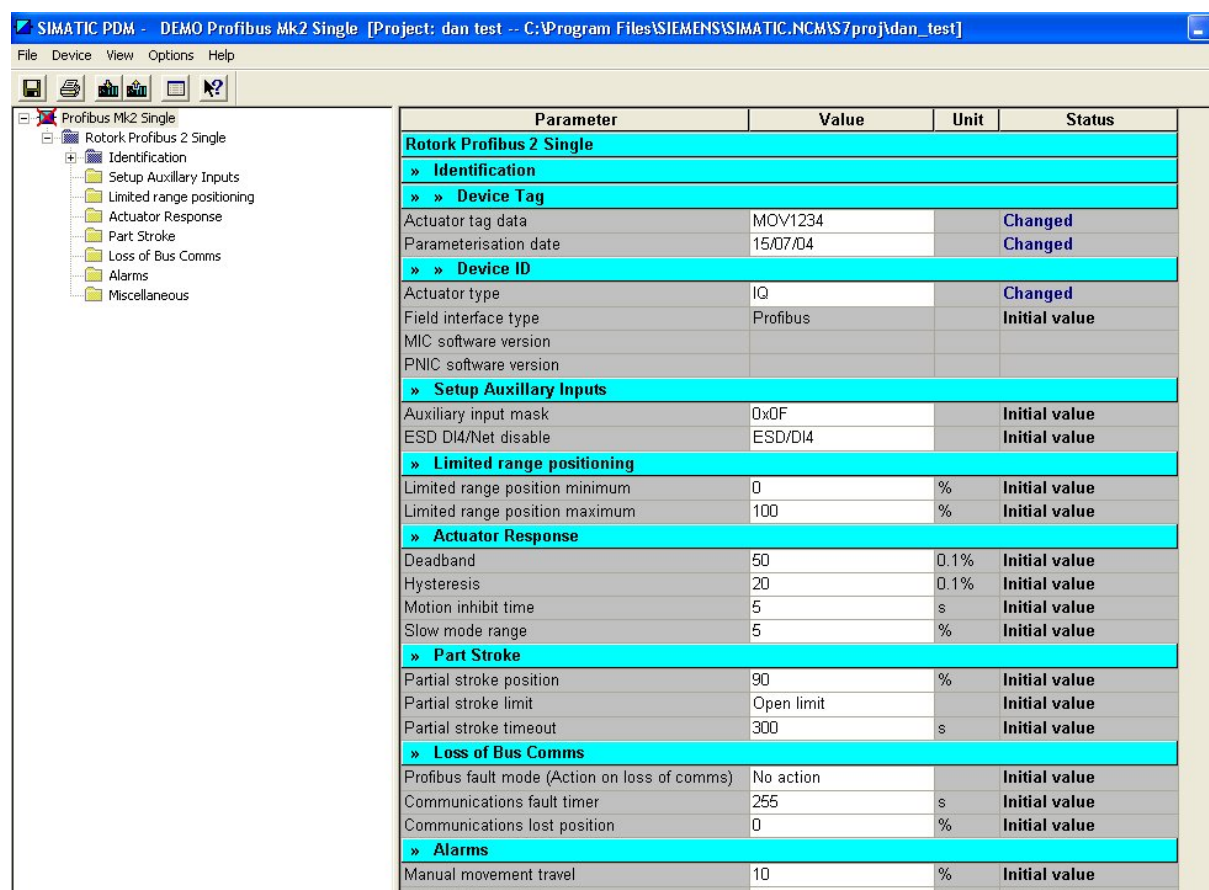 SIMATIC PDM - DEMO Profibus Mk2 Single [Project: dan test -- C:\Program Files\SIEMENS\SIMATIC.NCM\S7proj\dan_test]
File Device View Options Help
Profibus Mk2 Single
Rotork Profibus 2 Single
Identification
Setup Auxillary Inputs
Limited range positioning
Actuator Response
Part Stroke
Loss of Bus Comms
Alarms
Miscellaneous
Parameter Value Unit Status
Rotork Profibus 2 Single
» Identification
» » Device Tag
Actuator tag data MOV1234 Changed
Parameterisation date 15/07/04 Changed
» » Device ID
Actuator type IQ Changed
Field interface type Profibus Initial value
MIC software version
PNIC software version
» Setup Auxillary Inputs
Auxiliary input mask 0x0F Initial value
ESD DI4/Net disable ESD/DI4 Initial value
» Limited range positioning
Limited range position minimum 0 % Initial value
Limited range position maximum 100 % Initial value
» Actuator Response
Deadband 50 0.1% Initial value
Hysteresis 20 0.1% Initial value
Motion inhibit time 5 s Initial value
Slow mode range 5 % Initial value
» Part Stroke
Partial stroke position 90 % Initial value
Partial stroke limit Open limit Initial value
Partial stroke timeout 300 s Initial value
» Loss of Bus Comms
Profibus fault mode (Action on loss of comms) No action Initial value
Communications fault timer 255 s Initial value
Communications lost position 0 % Initial value
» Alarms
Manual movement travel 10 % Initial value